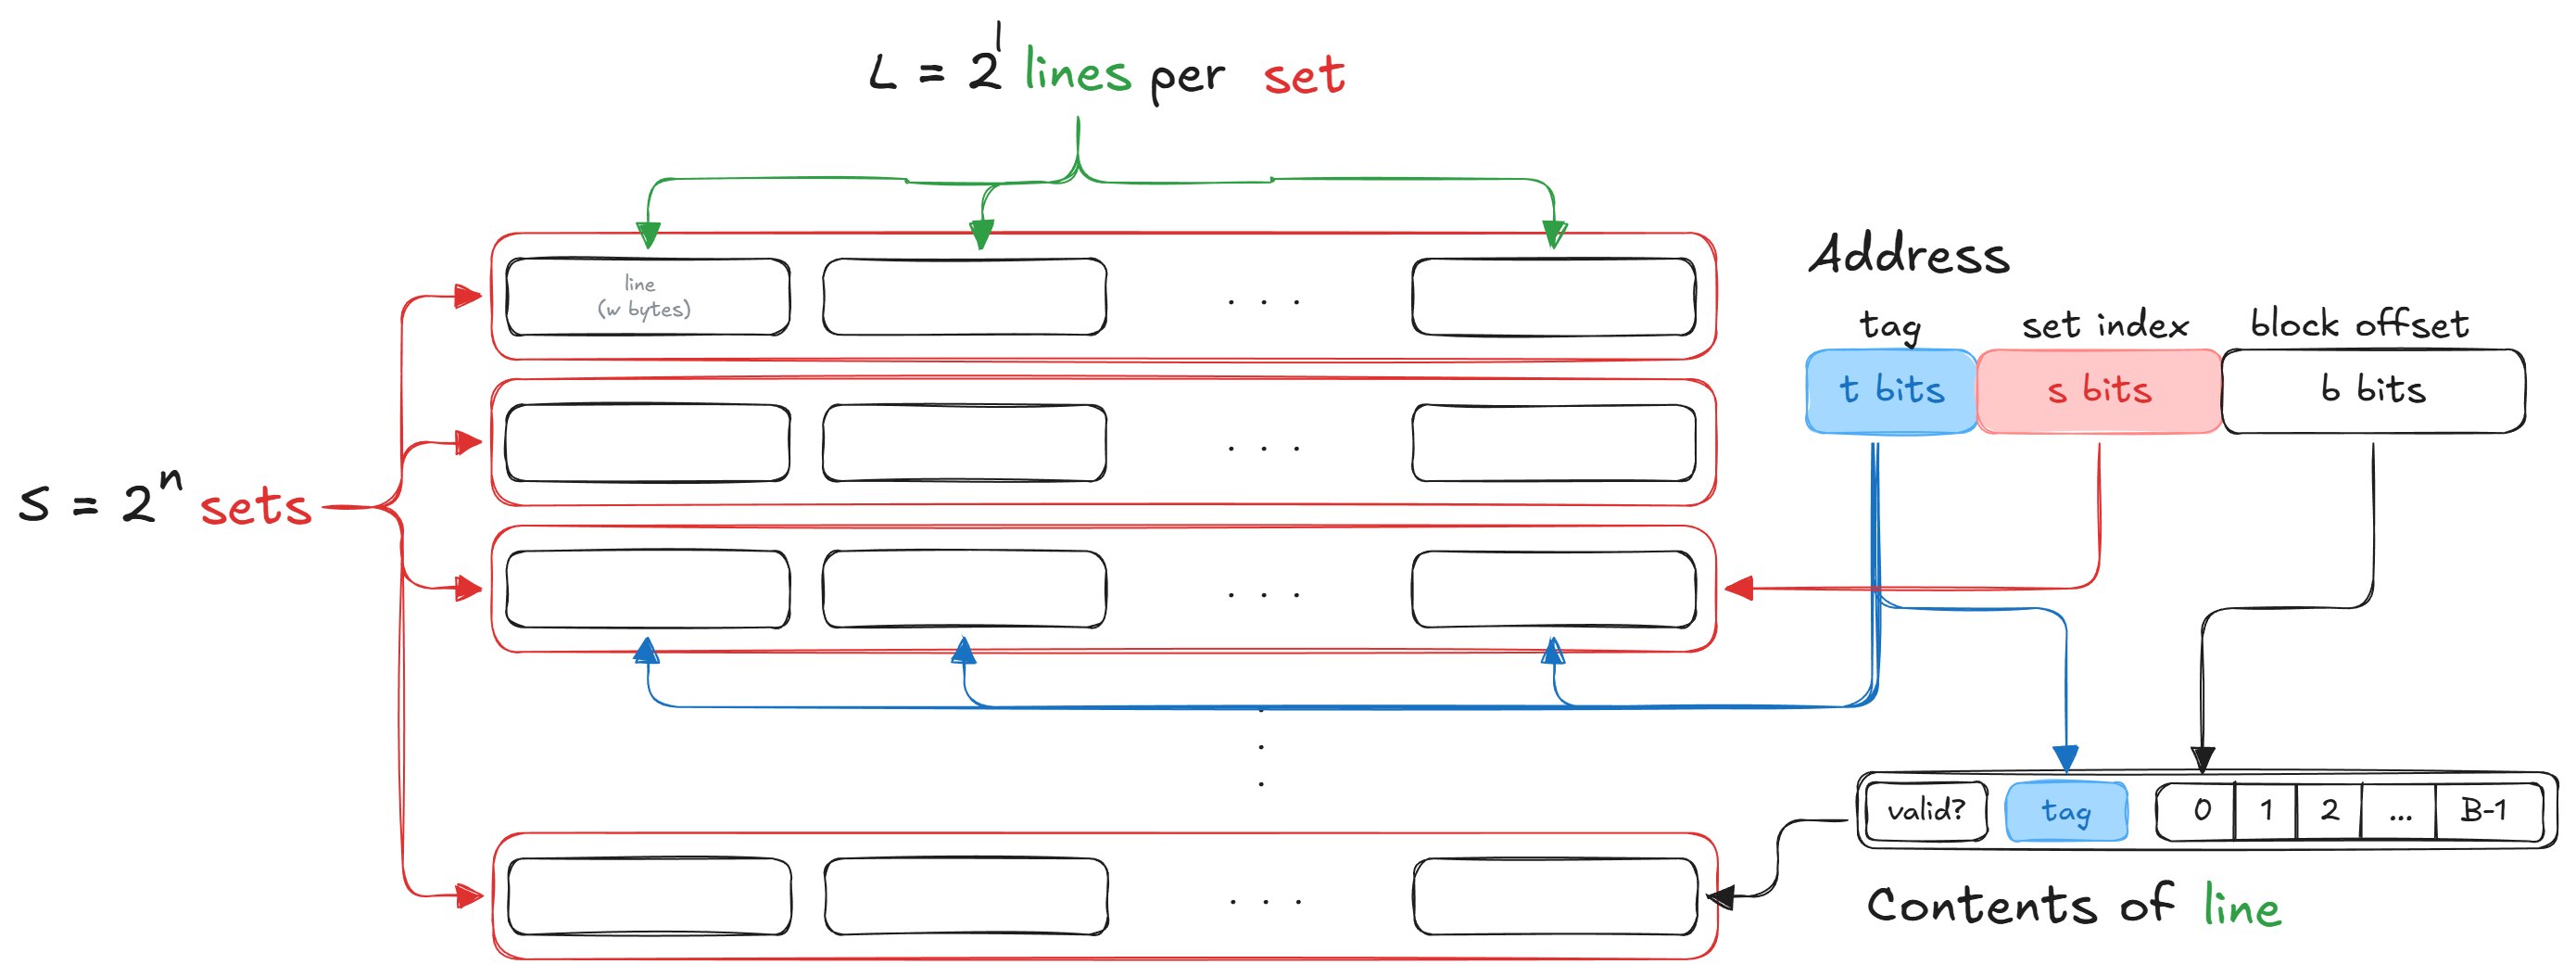 L = 2^l lines per set
line
(w bytes)
. . .
Address
tag set index block offset
t bits s bits b bits
. . .
S = 2^n sets
. . .
valid? tag 0 1 2 ... B-1
. . .
Contents of line